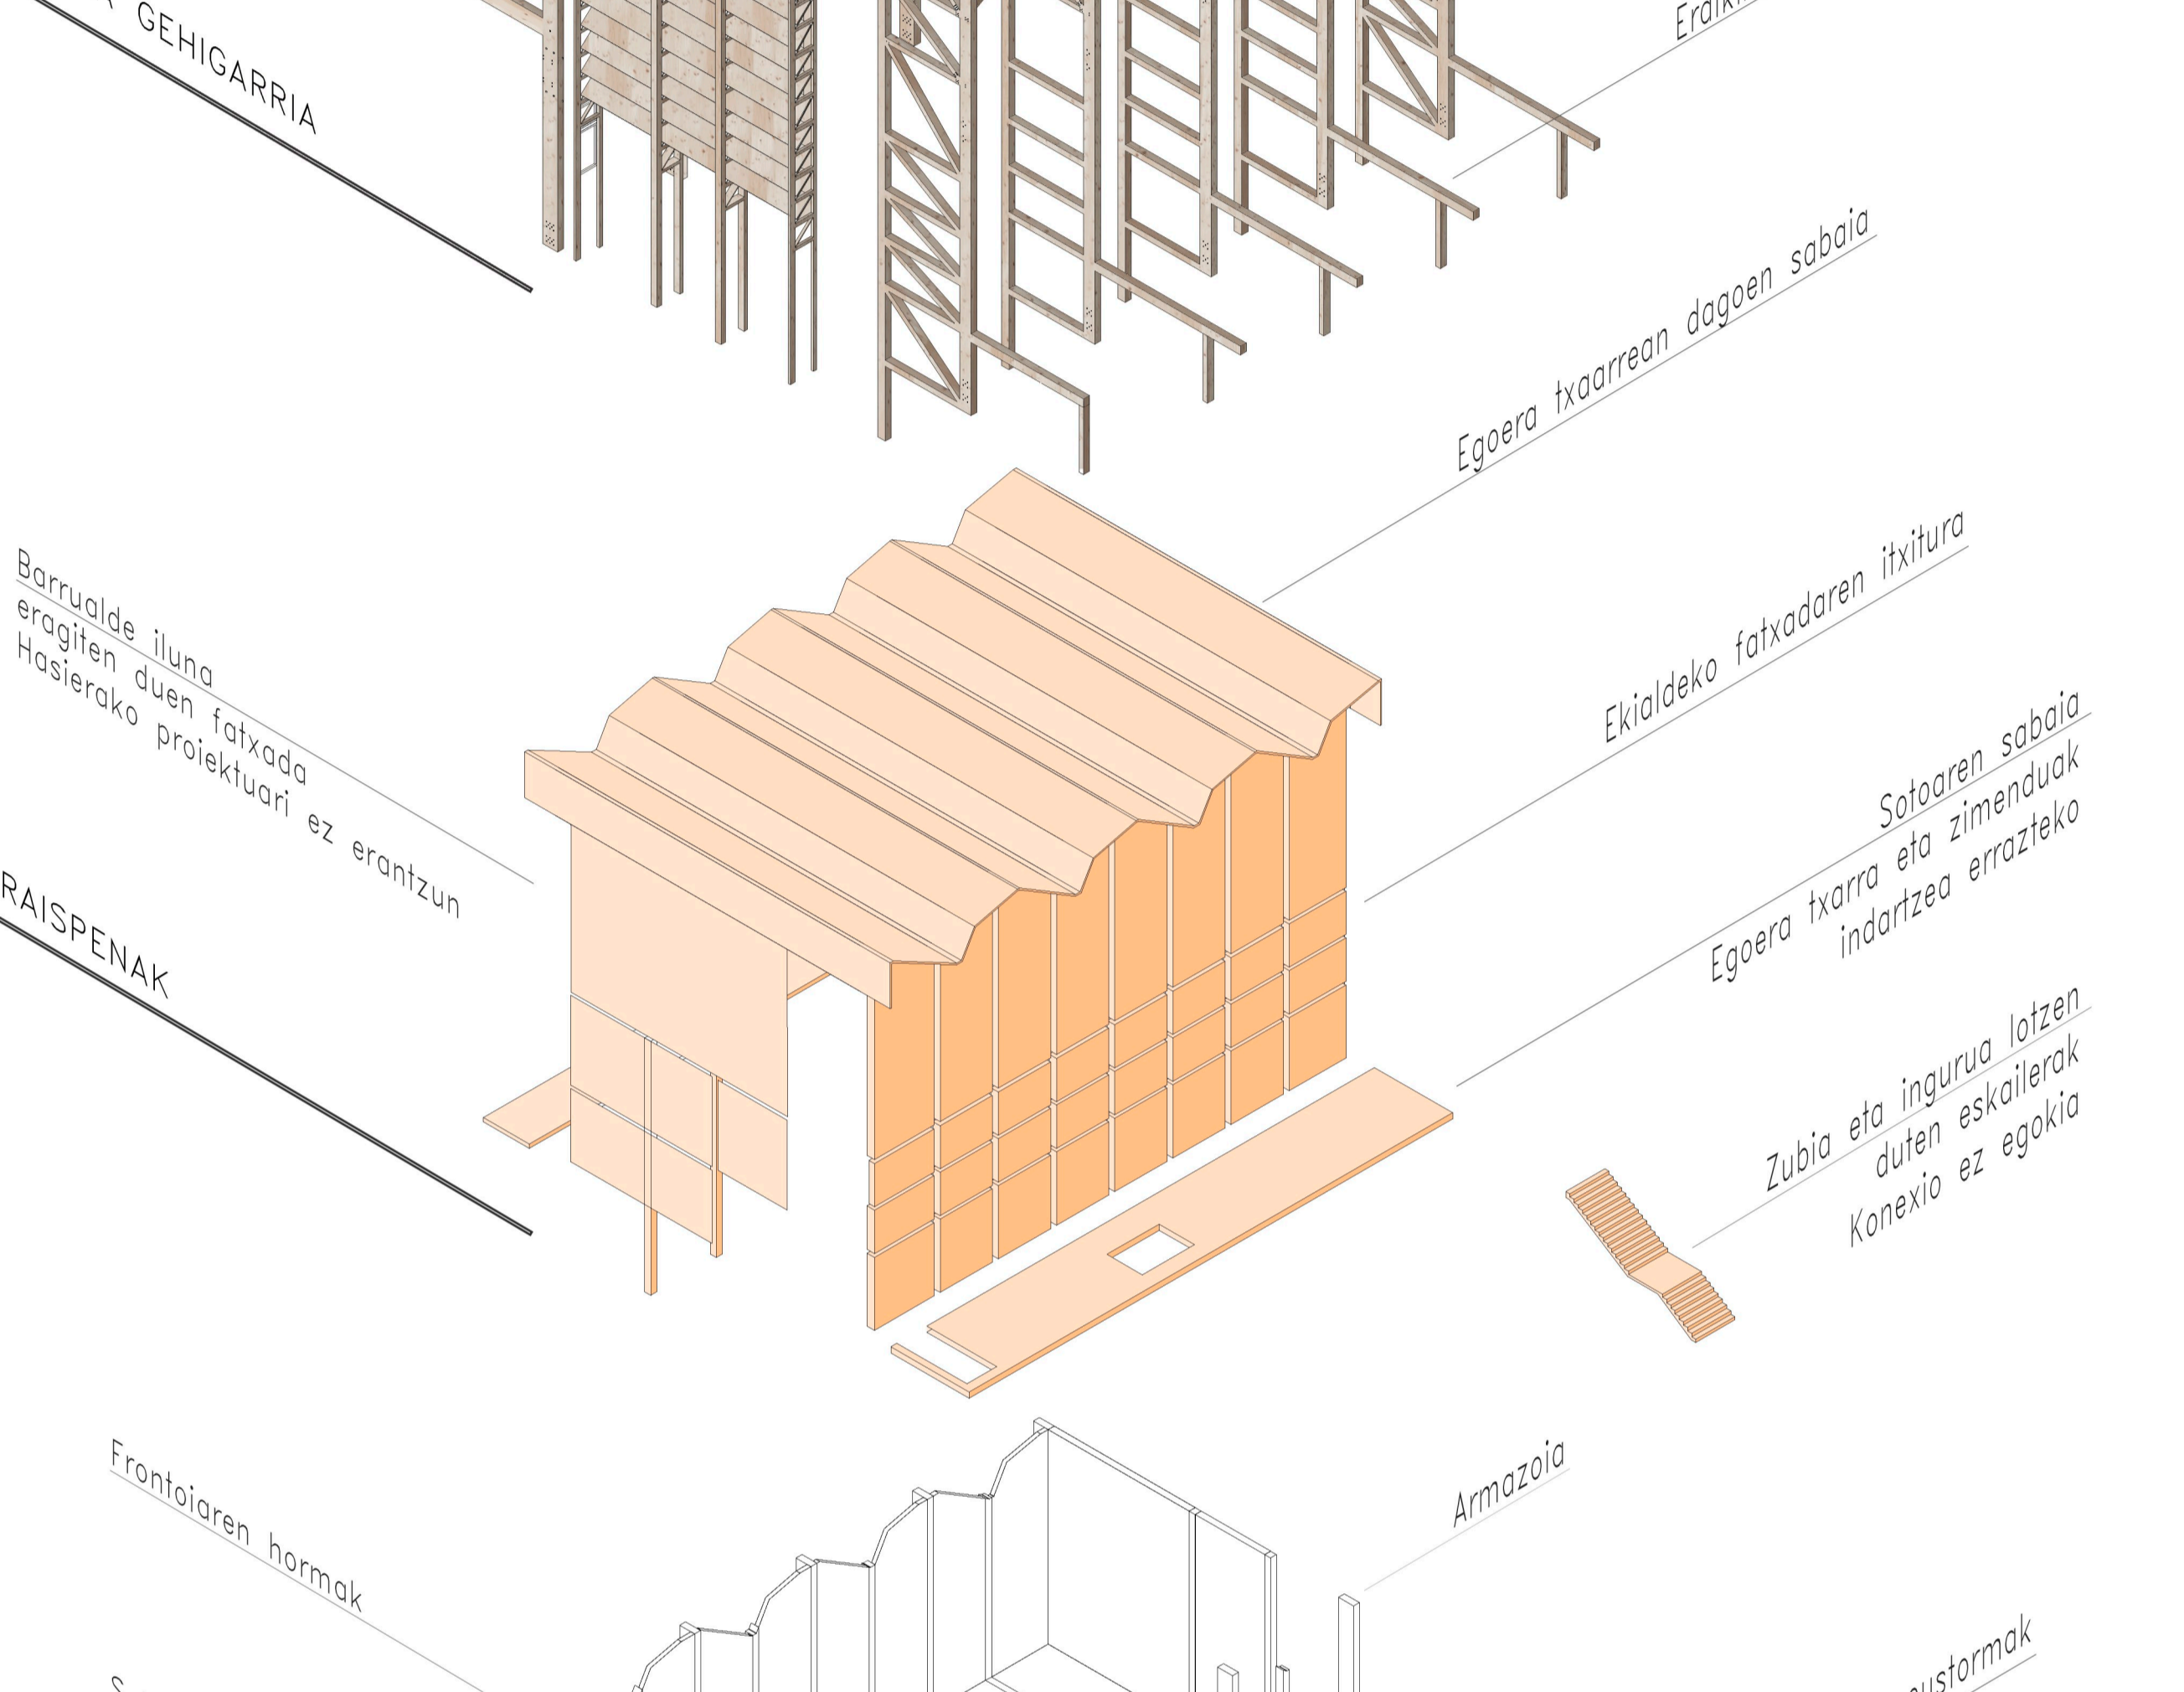 GEHIGARRIA
Egoera txaarrean dagoen sabaia
Ekialdeko fatxadaren itxitura
Barrualde iluna
eragiten duen fatxada
Hasierako proiektuari ez erantzun
Sotoaren sabaia
Egoera txarra eta zimenduak
indartzea errazteko
RAISPENAK
Zubia eta ingurua lotzen
duten eskailerak
Konexio ez egokia
Frontoiaren hormak
Armazoia